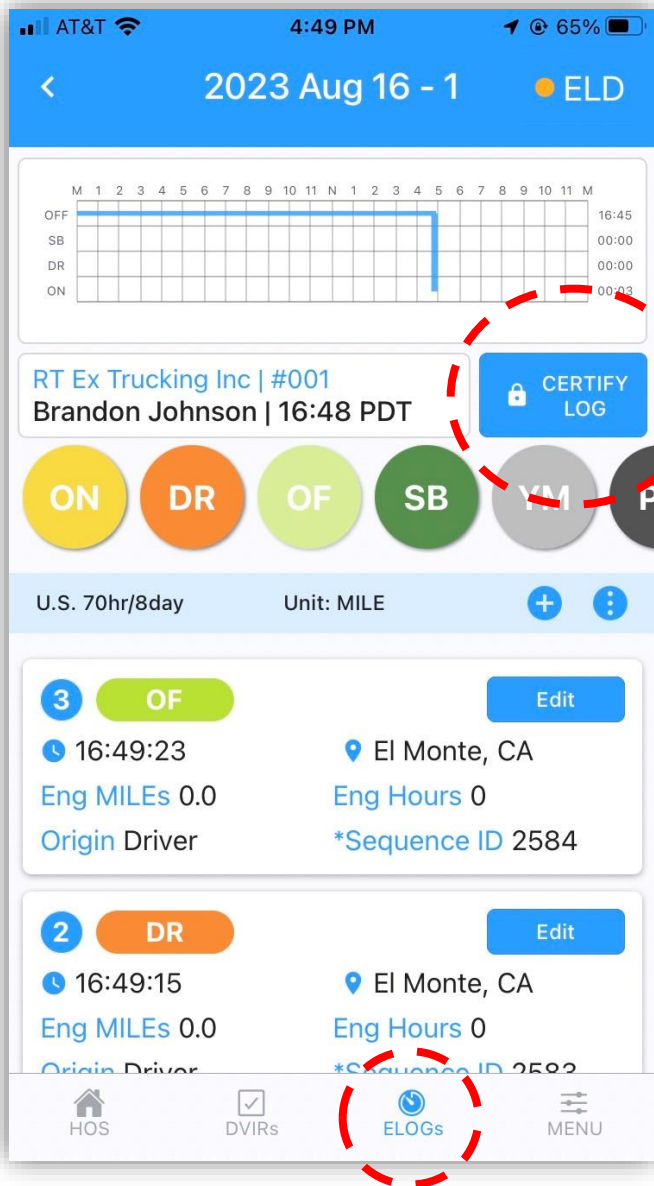 AT&T 4:49 PM 65%
2023 Aug 16 - 1 ELD
M 1 2 3 4 5 6 7 8 9 10 11 N 1 2 3 4 5 6 7 8 9 10 11 M
OFF 16:45
SB 00:00
DR 00:00
ON 00:03
RT Ex Trucking Inc | #001
Brandon Johnson | 16:48 PDT
CERTIFY
LOG
ON DR OF SB YM P
U.S. 70hr/8day Unit: MILE
3 OF Edit
16:49:23 El Monte, CA
Eng MILEs 0.0 Eng Hours 0
Origin Driver *Sequence ID 2584
2 DR Edit
16:49:15 El Monte, CA
Eng MILEs 0.0 Eng Hours 0
Origin Driver *Sequence ID 2583
HOS DVIRs ELOGs MENU